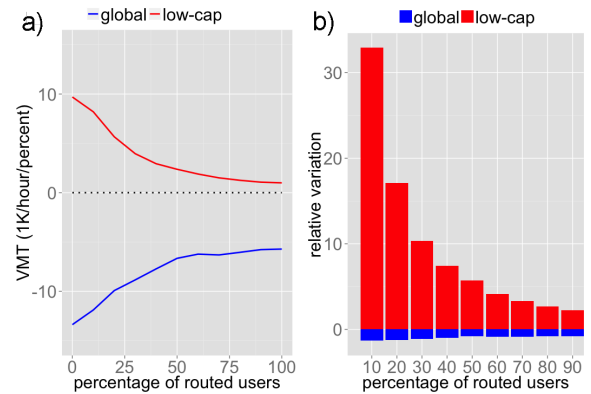 a)
global low-cap
VMT (1K/hour/percent)
10
0
-10
0 25 50 75 100
percentage of routed users
b)
global low-cap
relative variation
30
20
10
0
10 20 30 40 50 60 70 80 90
percentage of routed users